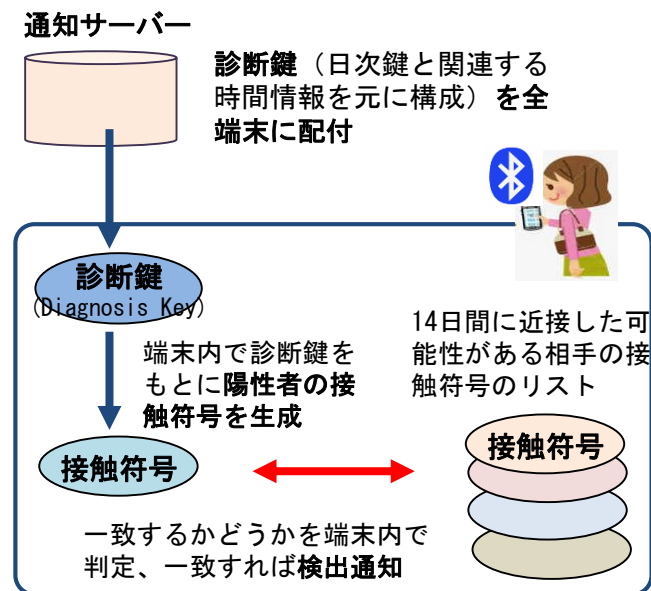 通知サーバー
診断鍵（日次鍵と関連する
時間情報を元に構成）を全
端末に配付
診断鍵
(Diagnosis Key)
端末内で診断鍵を
もとに陽性者の接
触符号を生成
14日間に近接した可
能性がある相手の接
触符号のリスト
接触符号
接触符号
一致するかどうかを端末内で
判定、一致すれば検出通知